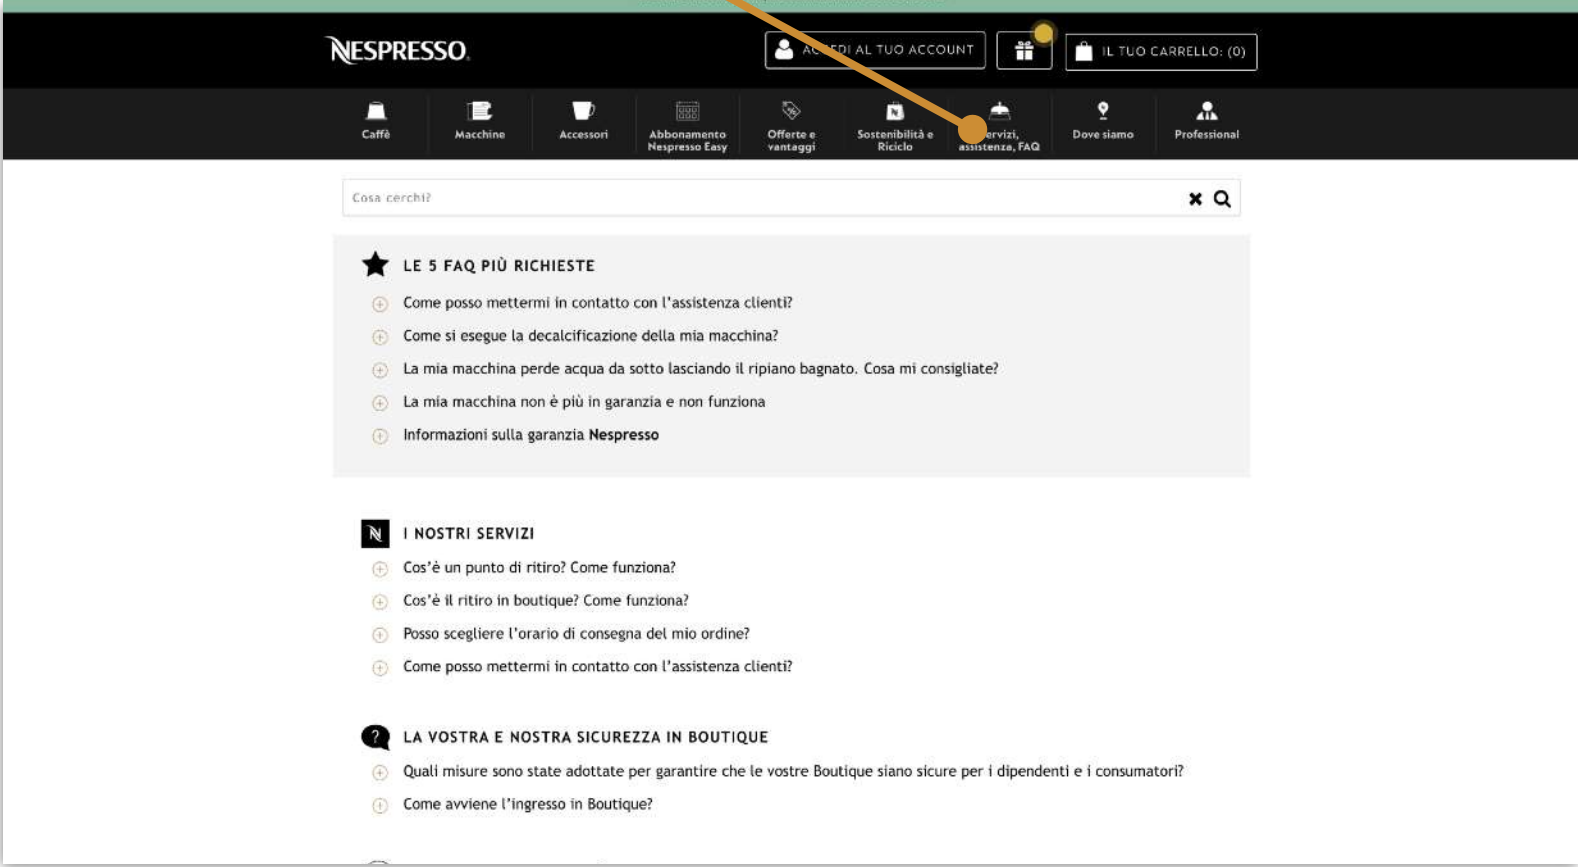 NESPRESSO.
AL TUO ACCOUNT
IL TUO CARRELLO: (0)
Caffè
Macchine
Accessori
Abbonamento
Nespresso Easy
Offerte e
vantaggi
Sostenibilità e
Riciclo
assistenza, FAQ
Dove siamo
Professional
Cosa cerchi?
LE 5 FAQ PIÙ RICHIESTE
Come posso mettermi in contatto con l'assistenza clienti?
Come si esegue la decalcificazione della mia macchina?
La mia macchina perde acqua da sotto lasciando il ripiano bagnato. Cosa mi consigliate?
La mia macchina non è più in garanzia e non funziona
Informazioni sulla garanzia Nespresso
N I NOSTRI SERVIZI
Cos'è un punto di ritiro? Come funziona?
Cos'è il ritiro in boutique? Come funziona?
Posso scegliere l'orario di consegna del mio ordine?
Come posso mettermi in contatto con l'assistenza clienti?
? LA VOSTRA E NOSTRA SICUREZZA IN BOUTIQUE
Quali misure sono state adottate per garantire che le vostre Boutique siano sicure per i dipendenti e i consumatori?
Come avviene l'ingresso in Boutique?